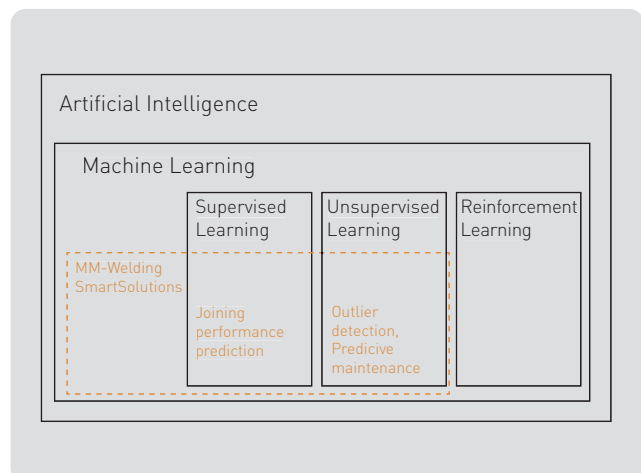 Artificial Intelligence
Machine Learning
Supervised
Learning
Unsupervised
Learning
Reinforcement
Learning
MM-Welding
SmartSolutions
Joining
performance
prediction
Outlier
detection,
Predicive
maintenance